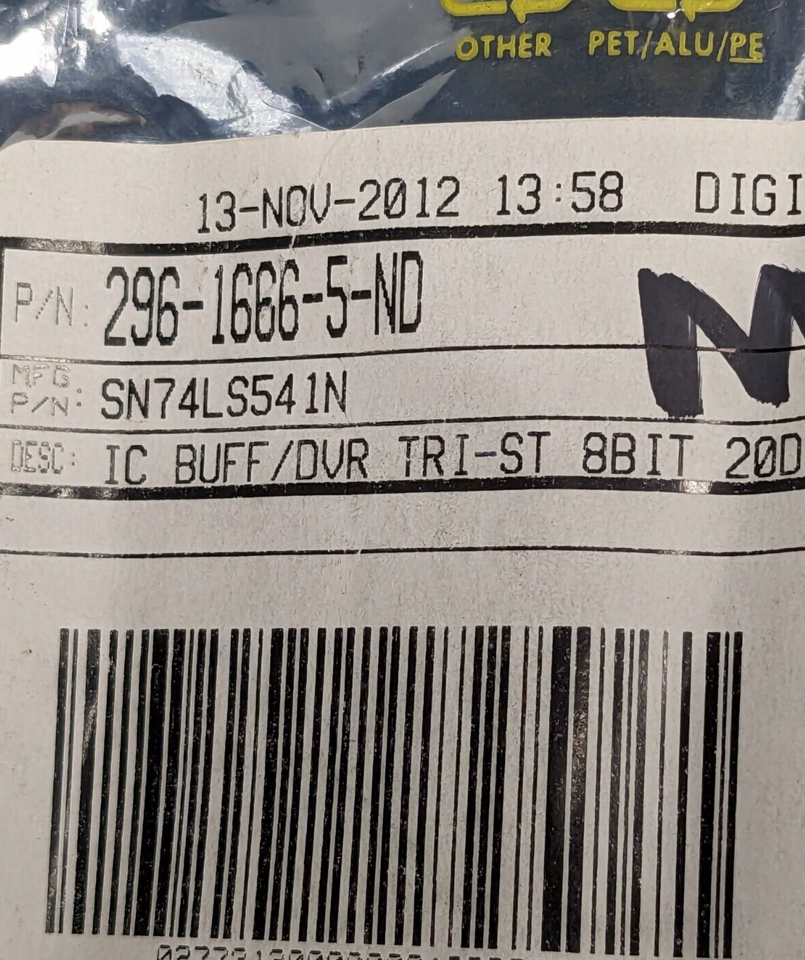 OTHER PET/ALU/PE
13-NOV-2012 13:58 DIGI
P/N: 296-1666-5-ND
MFG P/N: SN74LS541N
DESC: IC BUFF/DVR TRI-ST 8BIT 20D